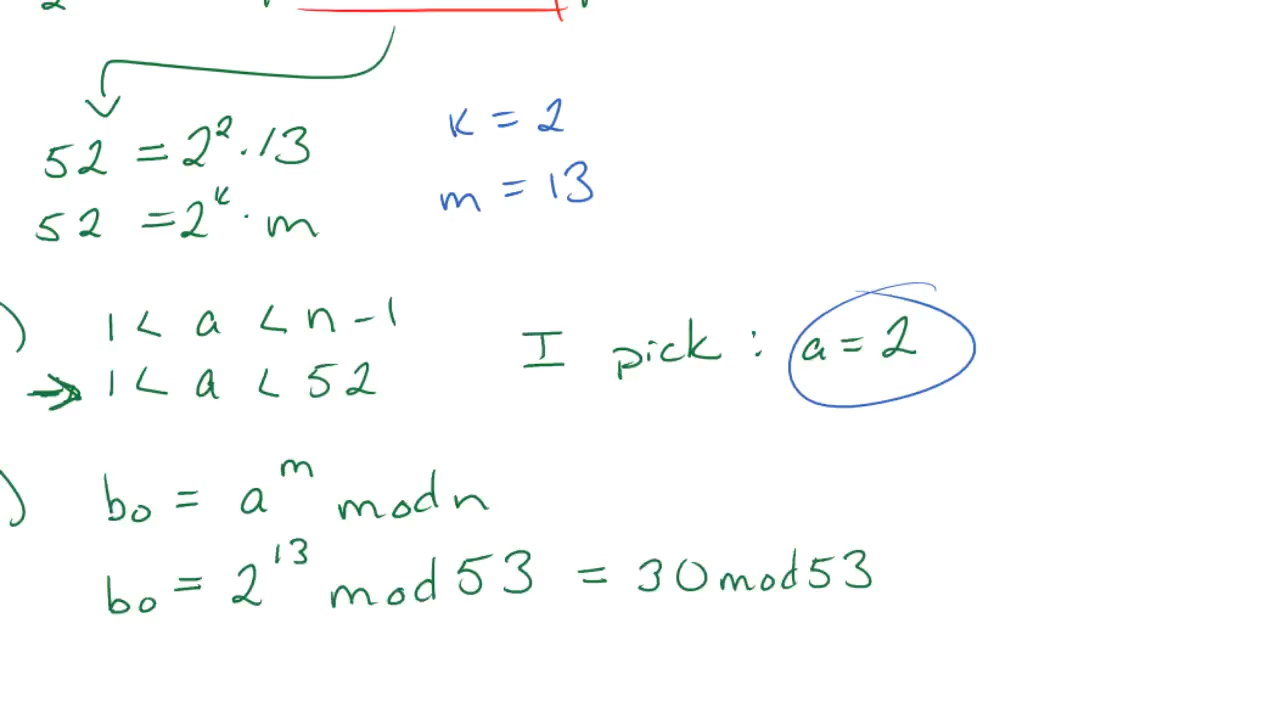 2
52 = 2² · 13
k = 2
52 = 2ᵏ · m
m = 13
) 1 < a < n - 1
I pick : a = 2
→ 1 < a < 52
) b₀ = aᵐ mod n
b₀ = 2¹³ mod 53 = 30 mod 53